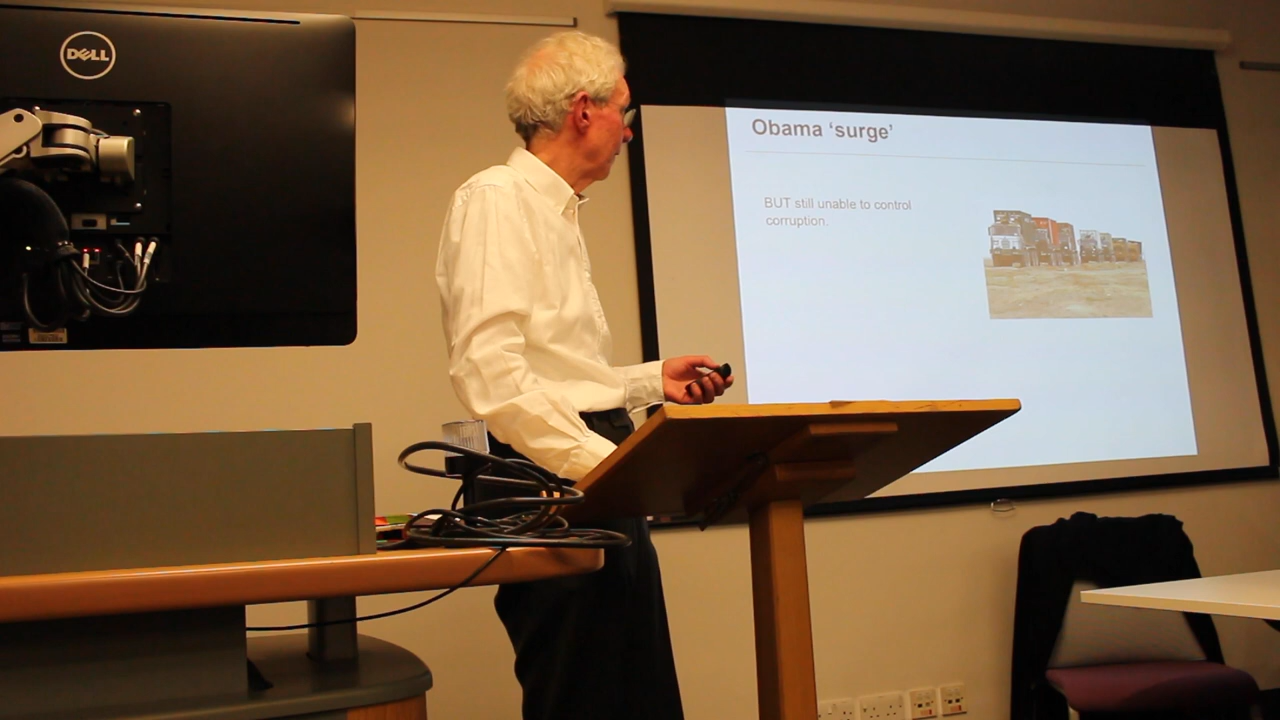 DELL
Obama ‘surge’
BUT still unable to control
corruption.